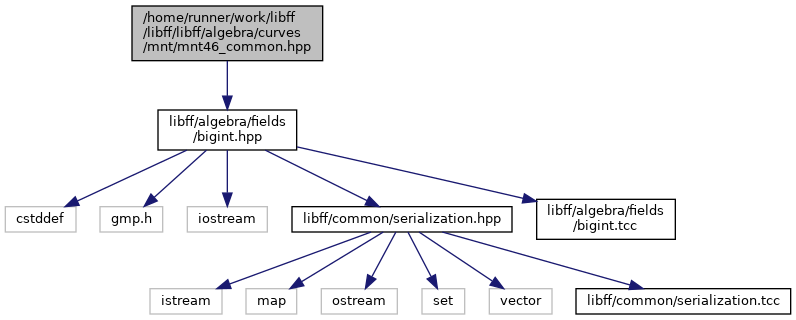 /home/runner/work/libff
/libff/libff/algebra/curves
/mnt/mnt46_common.hpp
libff/algebra/fields
/bigint.hpp
cstddef
gmp.h
iostream
libff/common/serialization.hpp
libff/algebra/fields
/bigint.tcc
istream
map
ostream
set
vector
libff/common/serialization.tcc